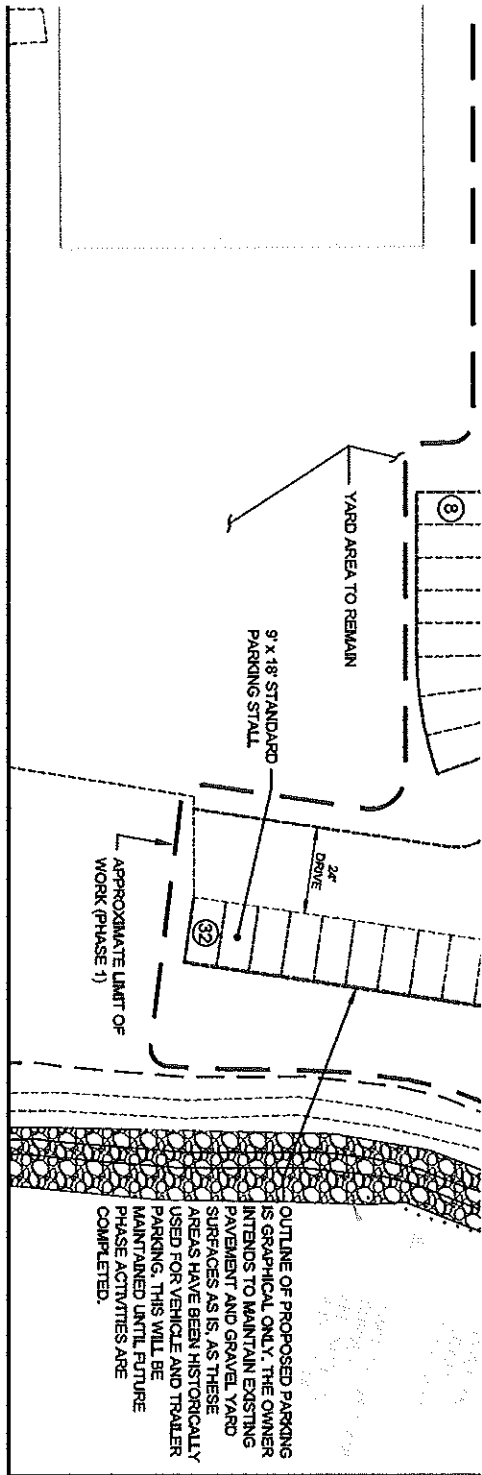 8
YARD AREA TO REMAIN
9' x 18' STANDARD
PARKING STALL
24'
DRIVE
32
APPROXIMATE LIMIT OF
WORK (PHASE 1)
OUTLINE OF PROPOSED PARKING
IS GRAPHICAL ONLY. THE OWNER
INTENDS TO MAINTAIN EXISTING
PAVEMENT AND GRAVEL YARD
SURFACES AS IS, AS THESE
AREAS HAVE BEEN HISTORICALLY
USED FOR VEHICLE AND TRAILER
PARKING. THIS WILL BE
MAINTAINED UNTIL FUTURE
PHASE ACTIVITIES ARE
COMPLETED.